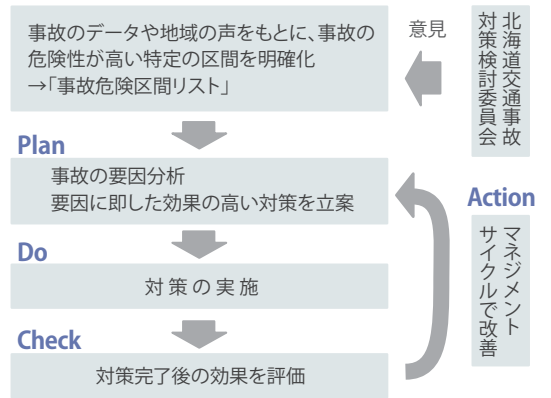 事故のデータや地域の声をもとに、事故の
危険性が高い特定の区間を明確化
→「事故危険区間リスト」
意見
北海道交通事故
対策検討委員会
Plan
事故の要因分析
要因に即した効果の高い対策を立案
Do
対策の実施
Check
対策完了後の効果を評価
Action
マネジメント
サイクルで改善